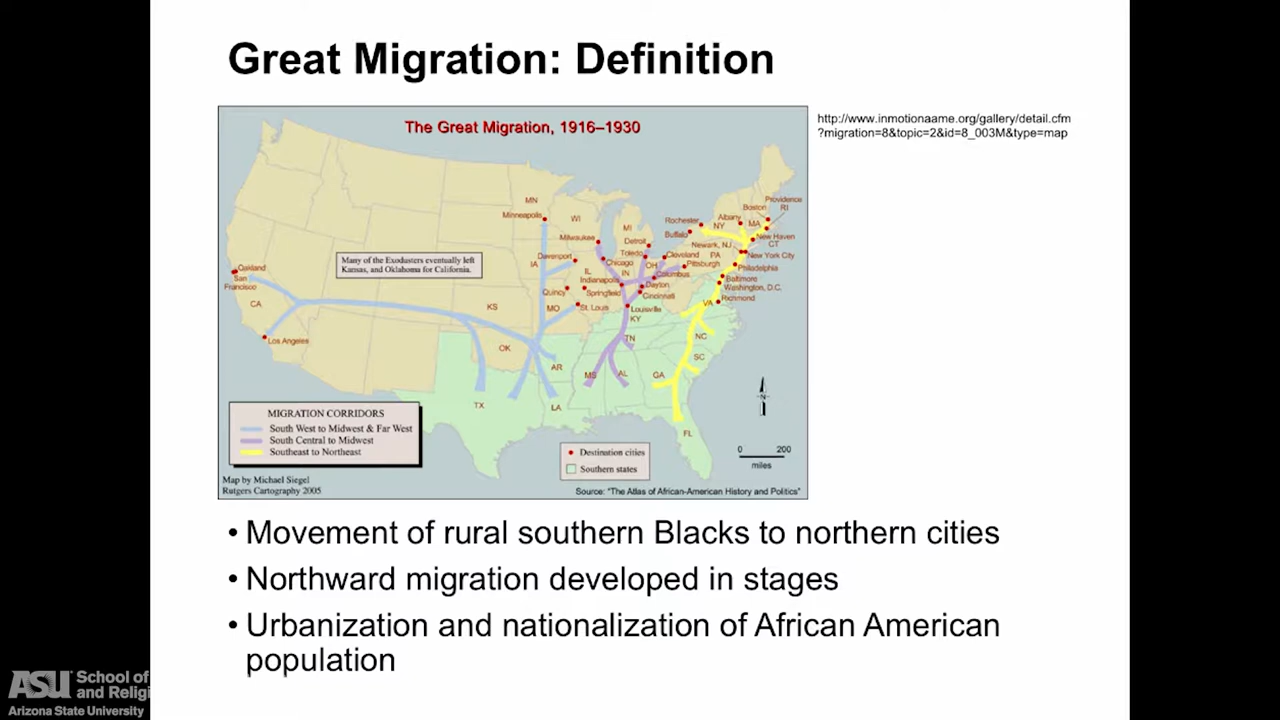 Great Migration: Definition
The Great Migration, 1916–1930
http://www.inmotionaame.org/gallery/detail.cfm
?migration=8&topic=2&id=8_003M&type=map
MN
Minneapolis
WI
Milwaukee
MI
Detroit
Rochester
Buffalo
Albany
NY
Boston
MA
Providence
RI
New Haven
CT
Newark, NJ
New York City
Toledo
Cleveland
PA
Pittsburgh
Philadelphia
Baltimore
Washington, D.C.
Richmond
VA
IA
Davenport
Chicago
IL
IN
OH
Columbus
Indianapolis
Dayton
Quincy
Springfield
Cincinnati
MO
St. Louis
Louisville
KY
Many of the Exodusters eventually left
Kansas, and Oklahoma for California.
Oakland
San
Francisco
CA
Los Angeles
KS
OK
AR
TN
NC
SC
MS
AL
GA
TX
LA
FL
N
MIGRATION CORRIDORS
South West to Midwest & Far West
South Central to Midwest
Southeast to Northeast
Destination cities
Southern states
0 200
miles
Map by Michael Siegel
Rutgers Cartography 2005
Source: "The Atlas of African-American History and Politics"
• Movement of rural southern Blacks to northern cities
• Northward migration developed in stages
• Urbanization and nationalization of African American
population
ASU School of
and Religi
Arizona State University